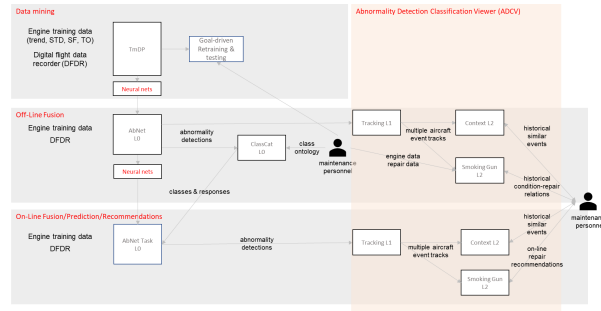 Data mining
Abnormality Detection Classification Viewer (ADCV)
Engine training data
(trend, STD, SF, TO)
Digital flight data
recorder (DFDR)
TmDP
Goal-driven
Retraining &
testing
Neural nets
Off-Line Fusion
Engine training data
DFDR
AbNet
L0
abnormality
detections
ClassCat
L0
class
ontology
maintenance
personnel
Tracking L1
multiple aircraft
event tracks
Context L2
engine data
repair data
Smoking Gun
L2
historical
similar
events
historical
condition-repair
relations
Neural nets
classes & responses
maintenan
personne
On-Line Fusion/Prediction/Recommendations
Engine training data
DFDR
AbNet Task
L0
abnormality
detections
Tracking L1
multiple aircraft
event tracks
Context L2
Smoking Gun
L2
historical
similar
events
on-line
repair
recommendations